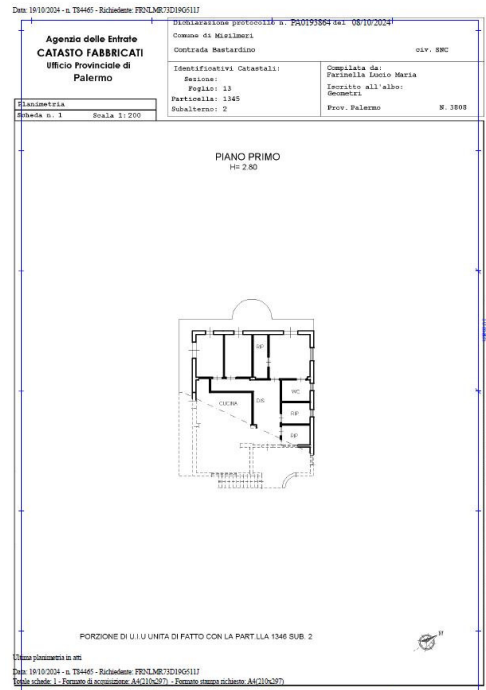 Data: 19/10/2024 - n. T84465 - Richiedente: FRNLMR73D19G511J
Agenzia delle Entrate
CATASTO FABBRICATI
Ufficio Provinciale di
Palermo
Dichiarazione protocollo n. PA0193864 del 08/10/2024
Comune di Misilmeri
Contrada Bastardino civ. SNC
Identificativi Catastali:
Sezione:
Foglio: 13
Particella: 1345
Subalterno: 2
Compilata da:
Farinella Lucio Maria
Iscritto all'albo:
Geometri
Prov. Palermo N. 3808
Planimetria
Scheda n. 1 Scala 1:200
PIANO PRIMO
H= 2.80
RIP
WC
CUCINA
DIS
RIP
RIP
PORZIONE DI U.I.U UNITA DI FATTO CON LA PART.LLA 1346 SUB. 2
N
Ultima planimetria in atti
Data: 19/10/2024 - n. T84465 - Richiedente: FRNLMR73D19G511J
Totale schede: 1 - Formato di acquisizione: A4(210x297) - Formato stampa richiesto: A4(210x297)